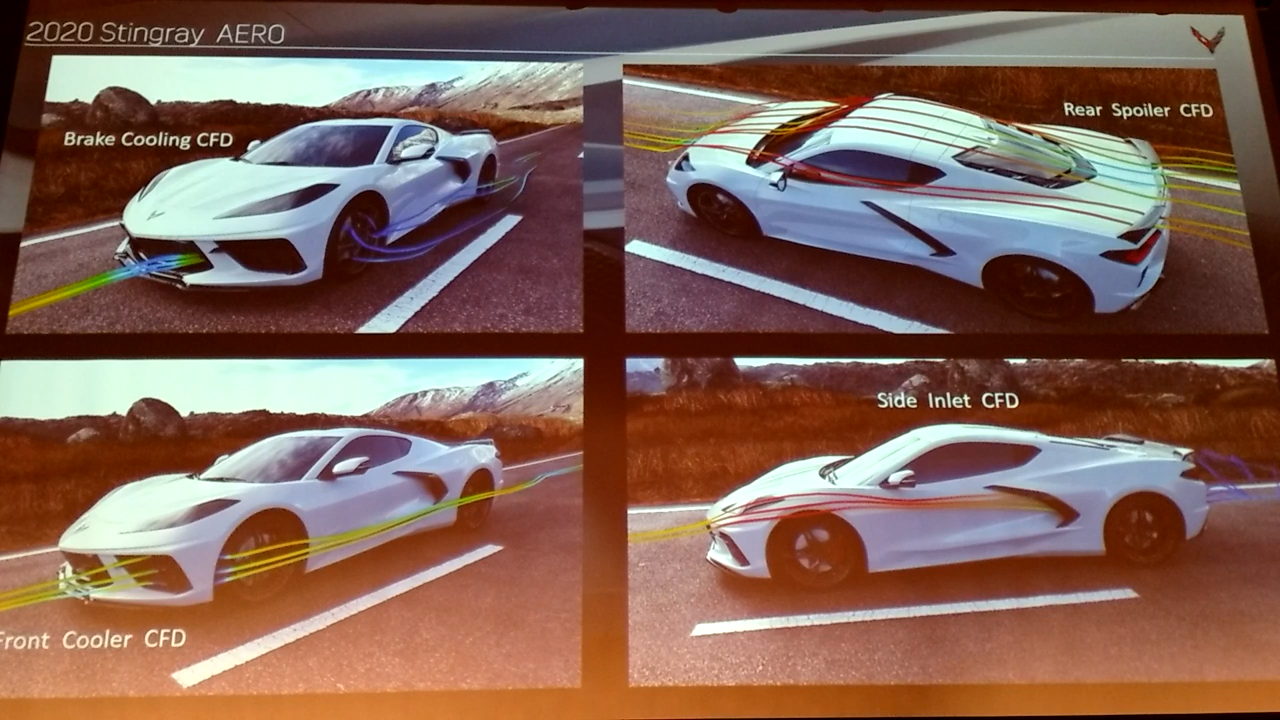 2020 Stingray AERO
Brake Cooling CFD
Rear Spoiler CFD
Front Cooler CFD
Side Inlet CFD